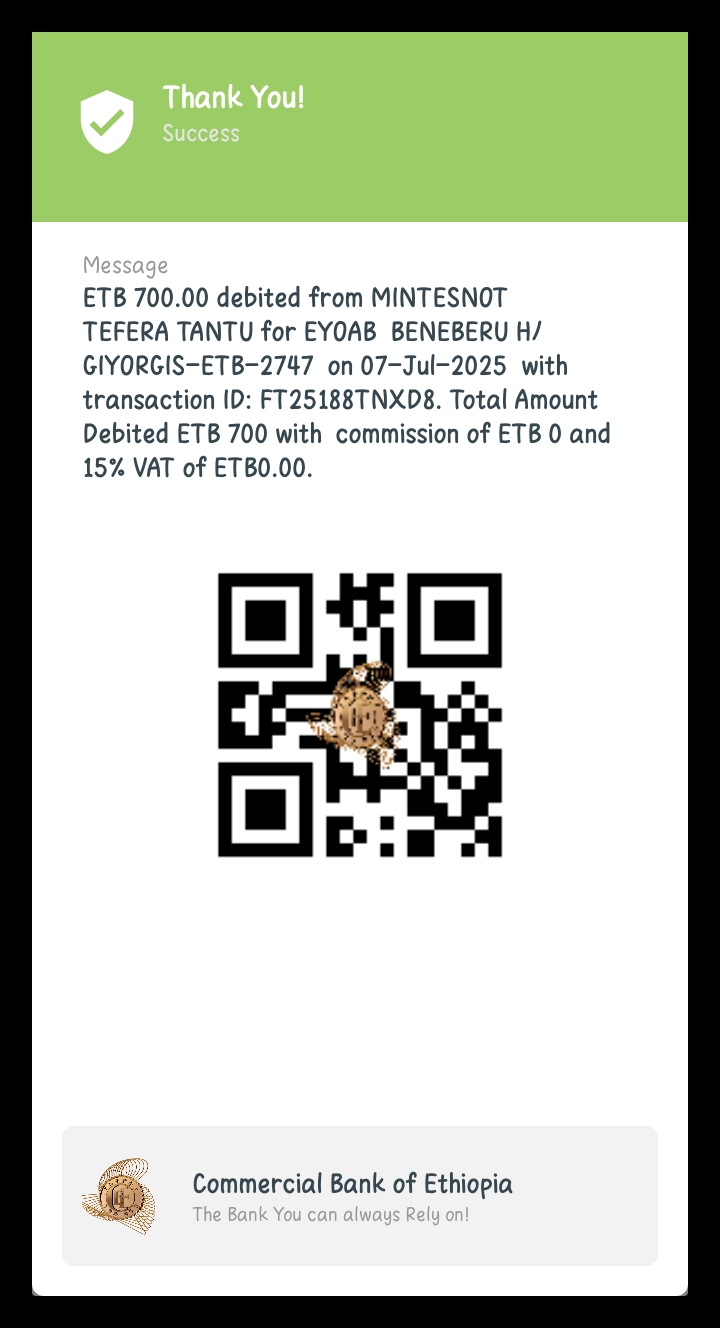 Thank You!
Success
Message
ETB 700.00 debited from MINTESNOT
TEFERA TANTU for EYOAB  BENEBERU H/
GIYORGIS-ETB-2747  on 07-Jul-2025  with
transaction ID: FT25188TNXD8. Total Amount
Debited ETB 700 with  commission of ETB 0 and
15% VAT of ETB0.00.
Commercial Bank of Ethiopia
The Bank You can always Rely on!